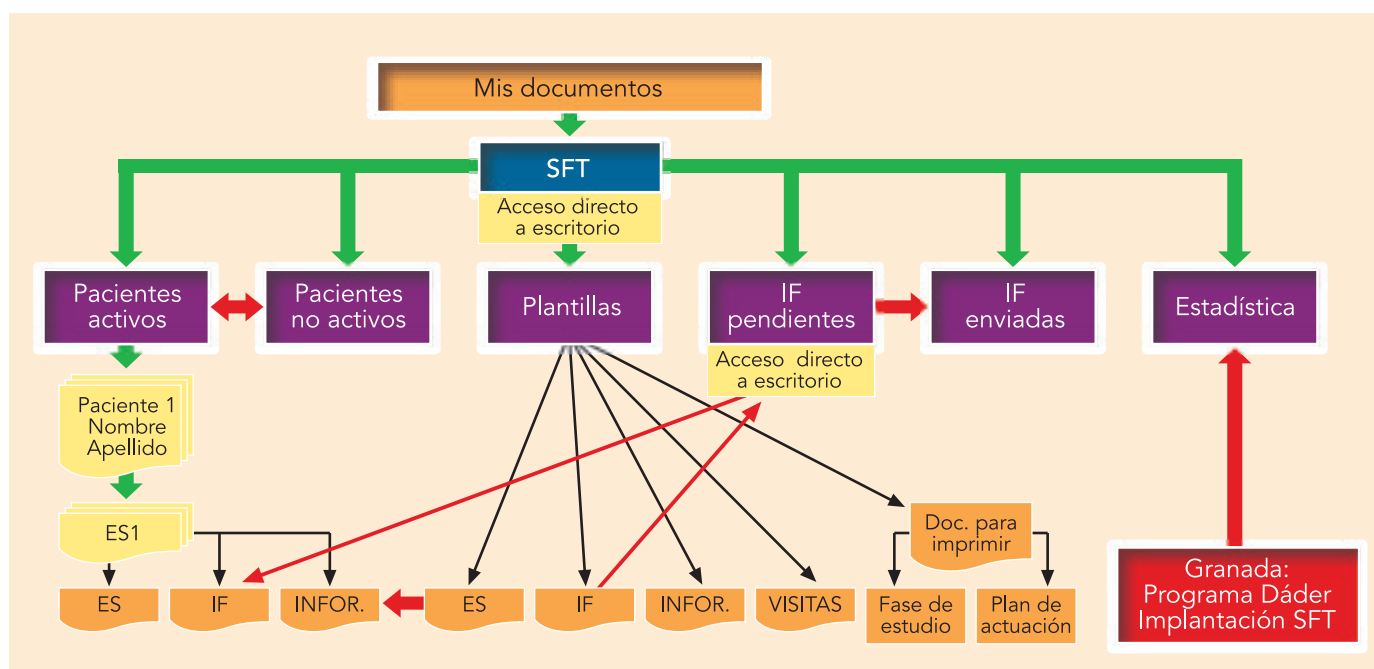 Mis documentos
SFT
Acceso directo
a escritorio
Pacientes
activos
Pacientes
no activos
Plantillas
IF
pendientes
Acceso directo
a escritorio
IF
enviadas
Estadística
Paciente 1
Nombre
Apellido
ES1
Doc. para
imprimir
ES
IF
INFOR.
ES
IF
INFOR.
VISITAS
Fase de
estudio
Plan de
actuación
Granada:
Programa Dáder
Implantación SFT